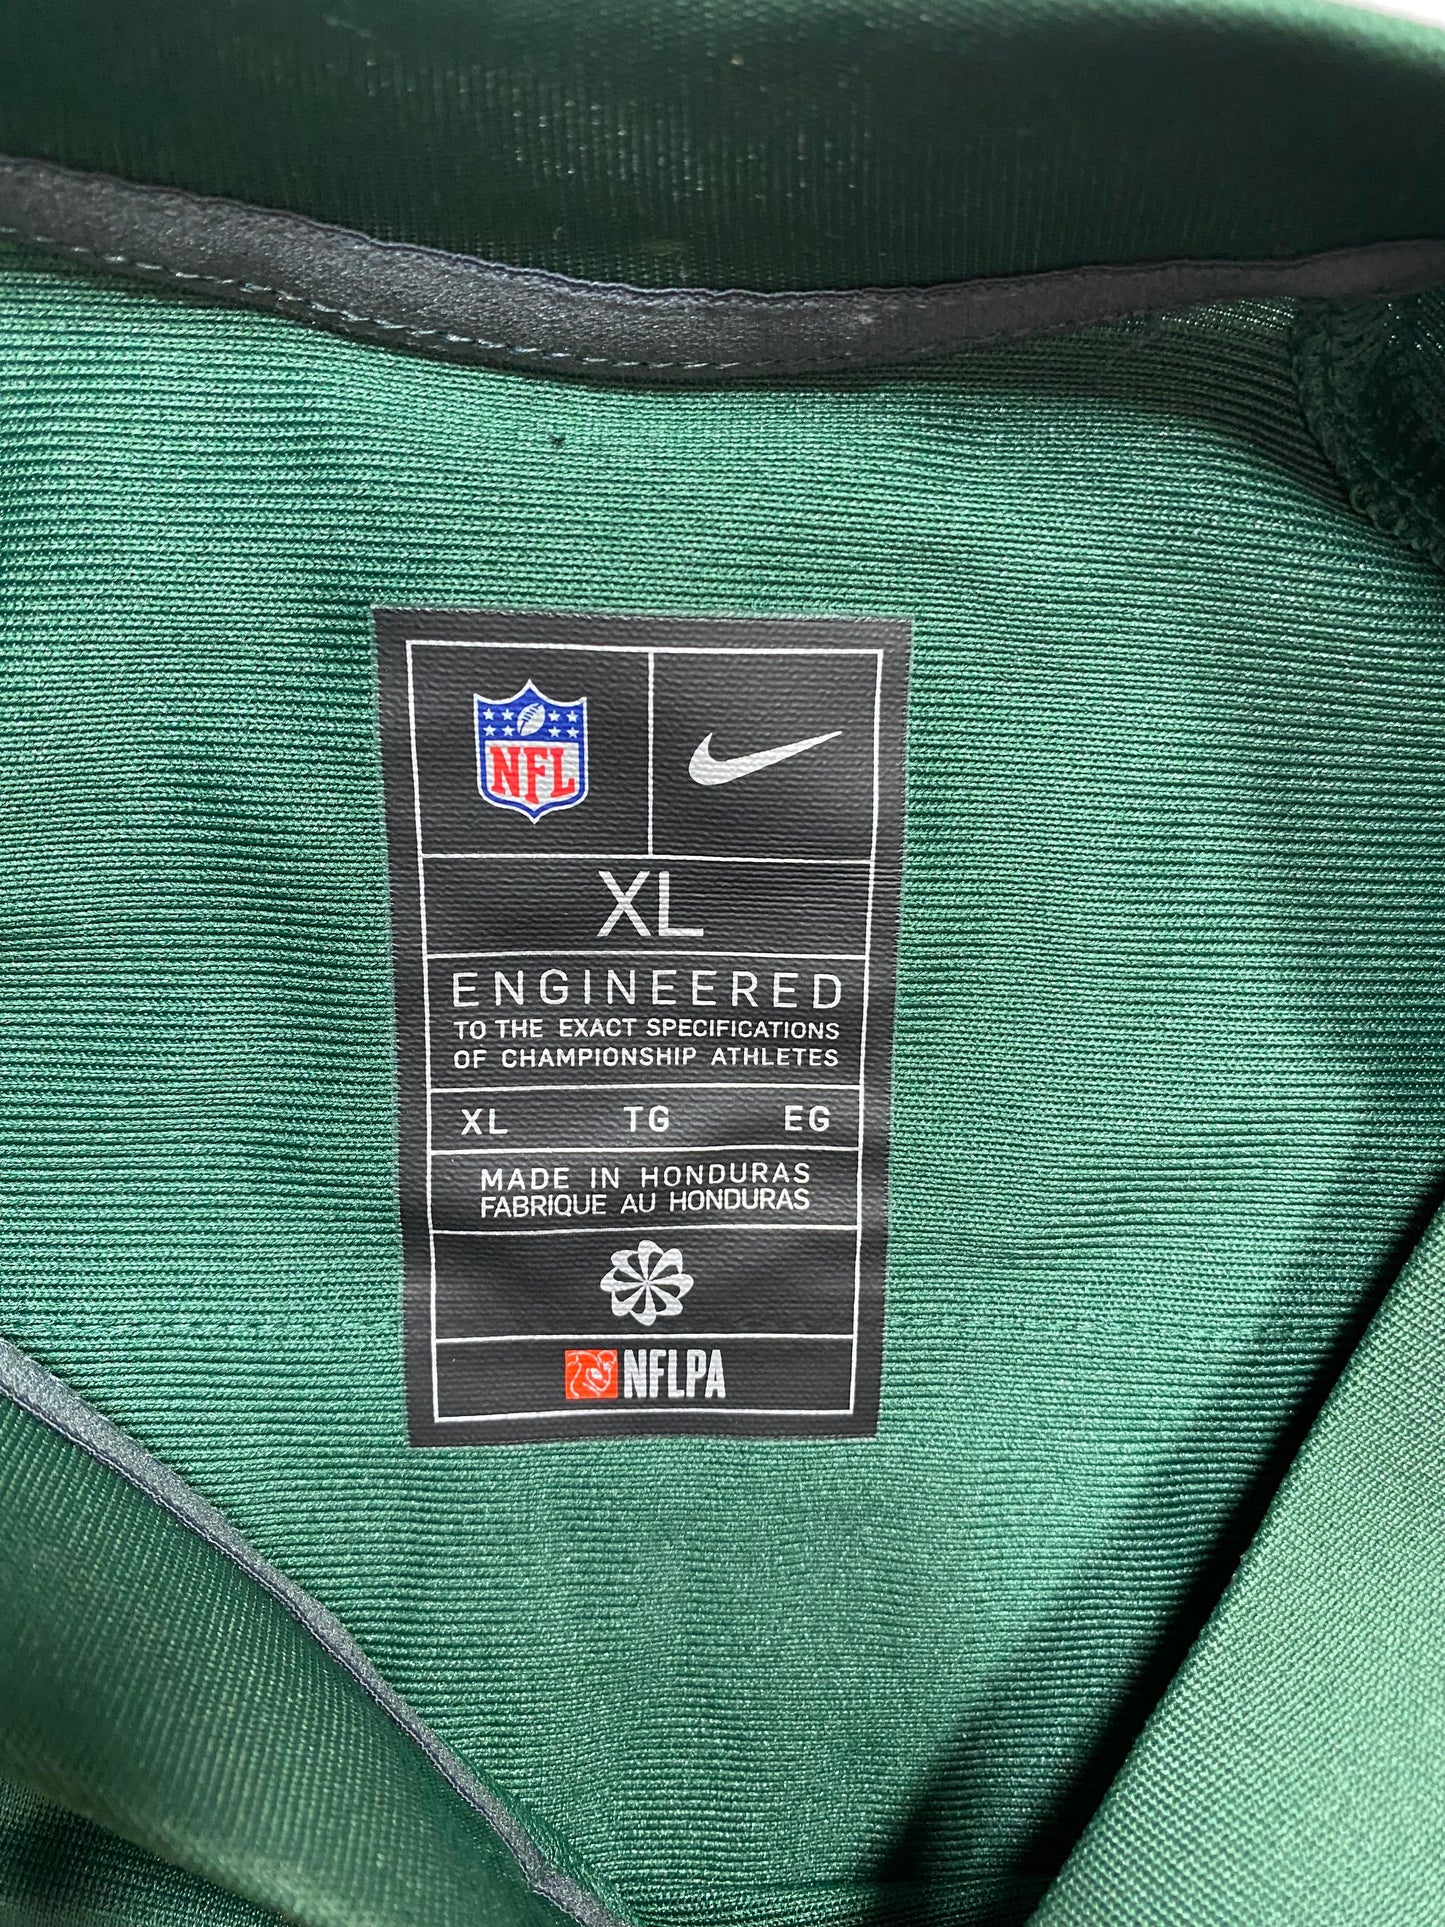 NFL
XL
ENGINEERED
TO THE EXACT SPECIFICATIONS
OF CHAMPIONSHIP ATHLETES
XL TG EG
MADE IN HONDURAS
FABRIQUE AU HONDURAS
NFLPA